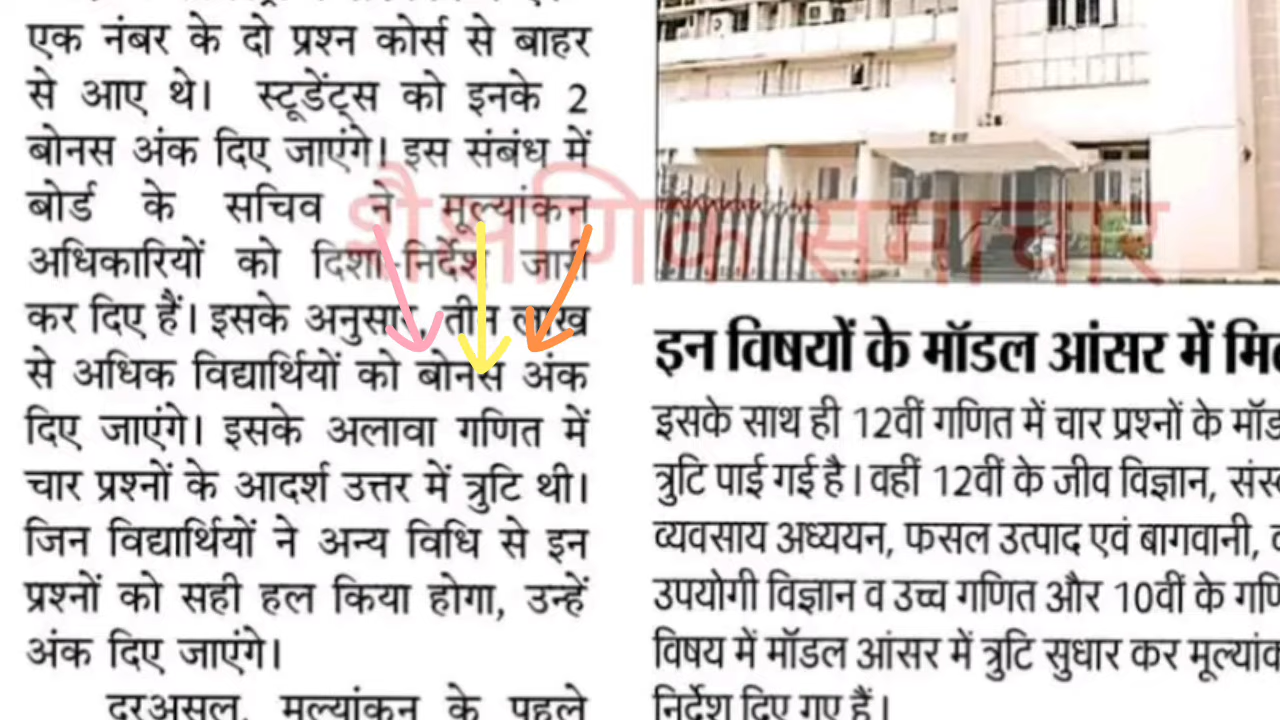 एक नंबर के दो प्रश्न कोर्स से बाहर
से आए थे। स्टूडेंट्स को इनके 2
बोनस अंक दिए जाएंगे। इस संबंध में
बोर्ड के सचिव ने मूल्यांकन
अधिकारियों को दिशा-निर्देश जारी
कर दिए हैं। इसके अनुसार, तीन लाख
से अधिक विद्यार्थियों को बोनस अंक
दिए जाएंगे। इसके अलावा गणित में
चार प्रश्नों के आदर्श उत्तर में त्रुटि थी।
जिन विद्यार्थियों ने अन्य विधि से इन
प्रश्नों को सही हल किया होगा, उन्हें
अंक दिए जाएंगे।
दरअसल, मूल्यांकन के पहले
शैक्षणिक समाचार
इन विषयों के मॉडल आंसर में
इसके साथ ही 12वीं गणित में चार प्रश्नों के
त्रुटि पाई गई है। वहीं 12वीं के जीव विज्ञान,
व्यवसाय अध्ययन, फसल उत्पाद एवं बागवानी,
उपयोगी विज्ञान व उच्च गणित और 10वीं के
विषय में मॉडल आंसर में त्रुटि सुधार कर
निर्देश दिए गए हैं।